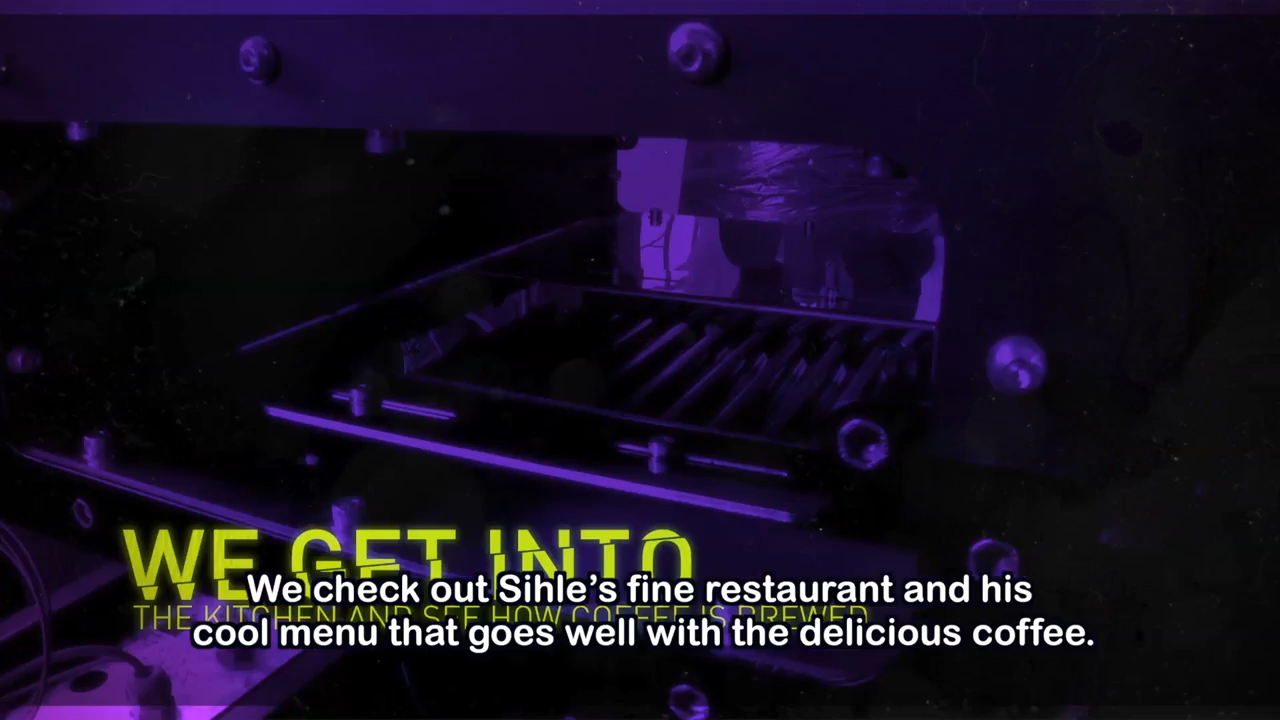 WE GET INTO
THE KITCHEN AND SEE HOW COFFEE IS BREWED
We check out Sihle’s fine restaurant and his
cool menu that goes well with the delicious coffee.